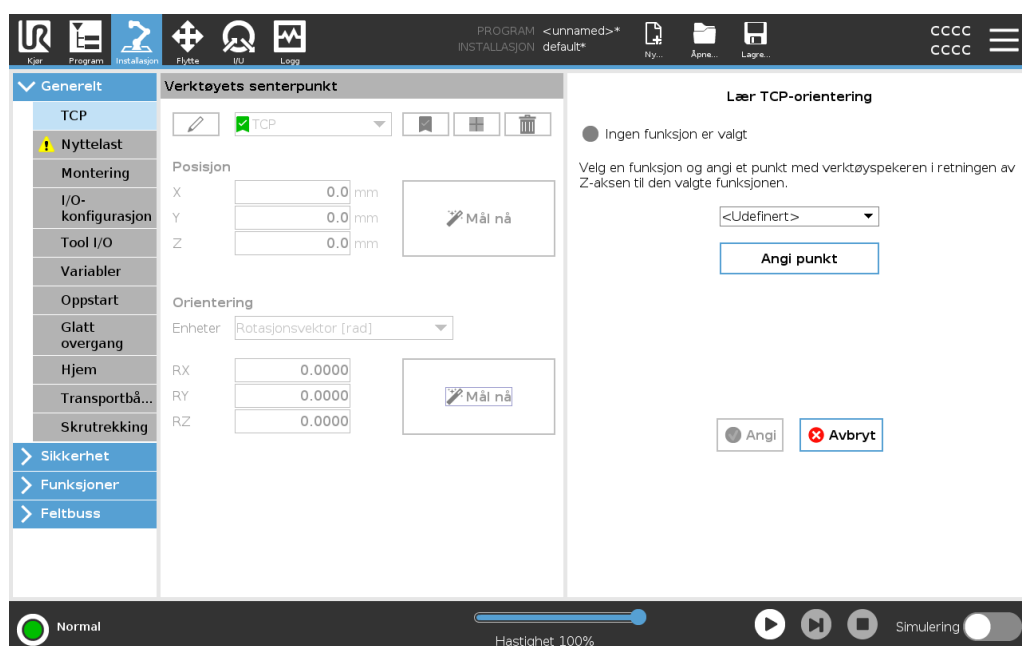 UR
Kjør
Program
Installasjon
Flytte
I/U
Logg
PROGRAM <unnamed>*
INSTALLASJON default*
Ny...
Åpne...
Lagre...
cccc
cccc
Generelt
TCP
Nyttelast
Montering
I/O-
konfigurasjon
Tool I/O
Variabler
Oppstart
Glatt
overgang
Hjem
Transportbå...
Skrutrekking
Sikkerhet
Funksjoner
Feltbuss
Verktøyets senterpunkt
TCP
Posisjon
X 0.0 mm
Y 0.0 mm
Z 0.0 mm
Mål nå
Orientering
Enheter Rotasjonsvektor [rad]
RX 0.0000
RY 0.0000
RZ 0.0000
Mål nå
Lær TCP-orientering
Ingen funksjon er valgt
Velg en funksjon og angi et punkt med verktøyspekeren i retningen av
Z-aksen til den valgte funksjonen.
<Udefinert>
Angi punkt
Angi
Avbryt
Normal
Hastighet 100%
Simulering